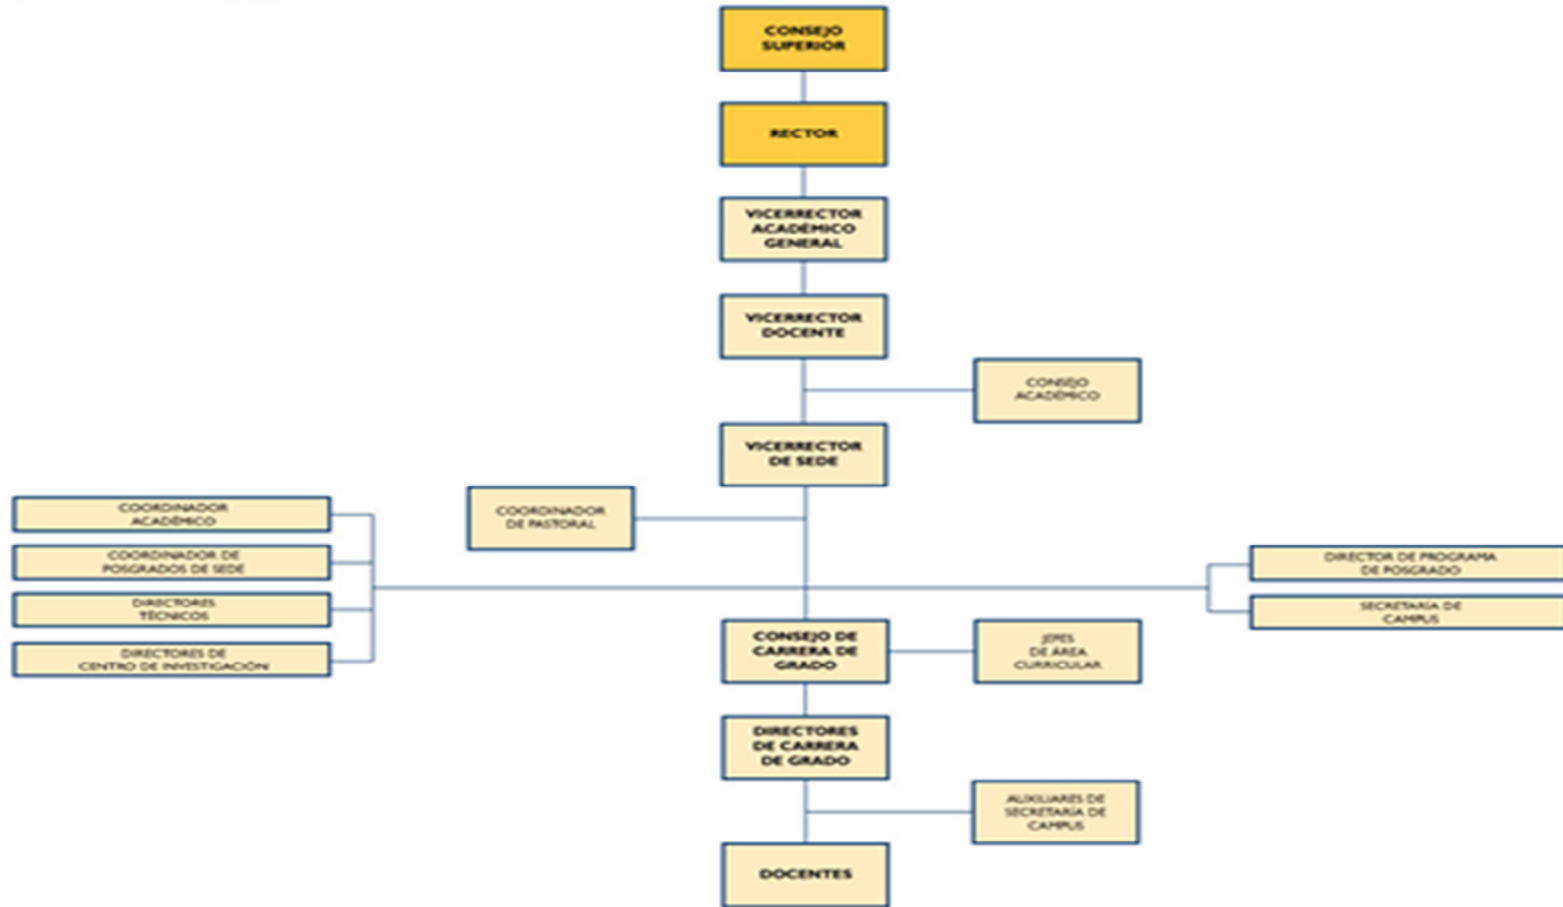 CONSEJO
SUPERIOR
RECTOR
VICERRECTOR
ACADÉMICO
GENERAL
VICERRECTOR
DOCENTE
CONSEJO
ACADÉMICO
VICERRECTOR
DE SEDE
COORDINADOR
DE PASTORAL
COORDINADOR
ACADÉMICO
COORDINADOR DE
POSGRADOS DE SEDE
DIRECTORES
TÉCNICOS
DIRECTORES DE
CENTRO DE INVESTIGACIÓN
DIRECTOR DE PROGRAMA
DE POSGRADO
SECRETARÍA DE
CAMPUS
CONSEJO DE
CARRERA DE
GRADO
JEFES
DE ÁREA
CURRICULAR
DIRECTORES
DE CARRERA
DE GRADO
AUXILIARES DE
SECRETARÍA DE
CAMPUS
DOCENTES